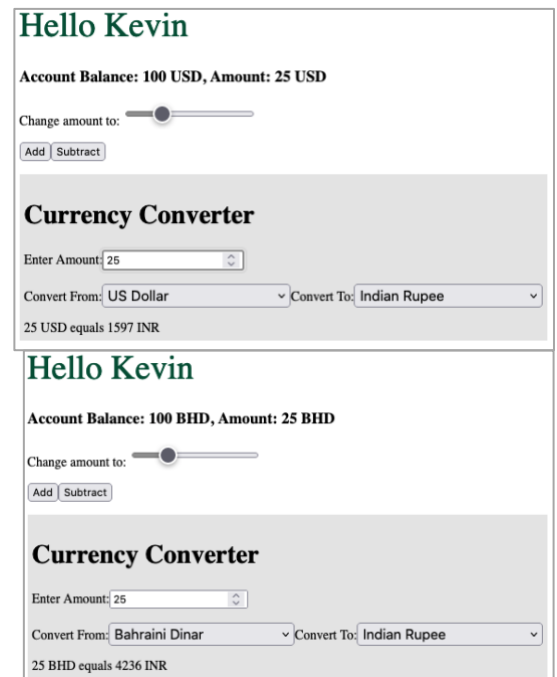 Hello Kevin
Account Balance: 100 USD, Amount: 25 USD
Change amount to:
Add Subtract
Currency Converter
Enter Amount: 25
Convert From: US Dollar Convert To: Indian Rupee
25 USD equals 1597 INR
Hello Kevin
Account Balance: 100 BHD, Amount: 25 BHD
Change amount to:
Add Subtract
Currency Converter
Enter Amount: 25
Convert From: Bahraini Dinar Convert To: Indian Rupee
25 BHD equals 4236 INR